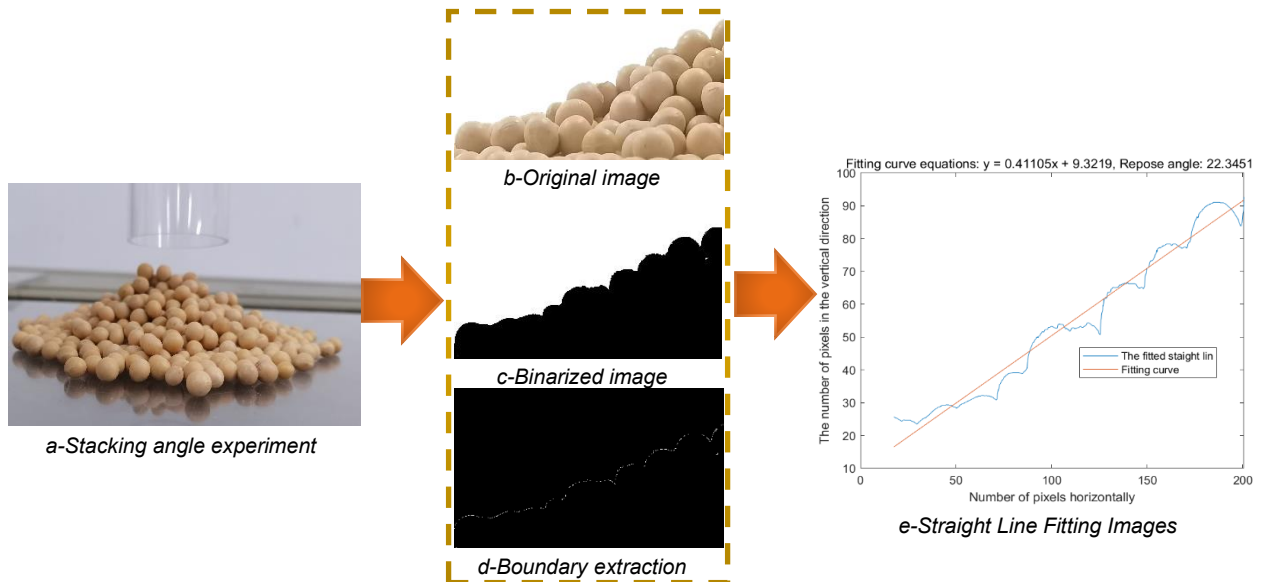 a-Stacking angle experiment
b-Original image
c-Binarized image
d-Boundary extraction
Fitting curve equations: y = 0.41105x + 9.3219, Repose angle: 22.3451
The number of pixels in the vertical direction
100
90
80
70
60
50
40
30
20
10
The fitted staight lin
Fitting curve
0
50
100
150
200
Number of pixels horizontally
e-Straight Line Fitting Images